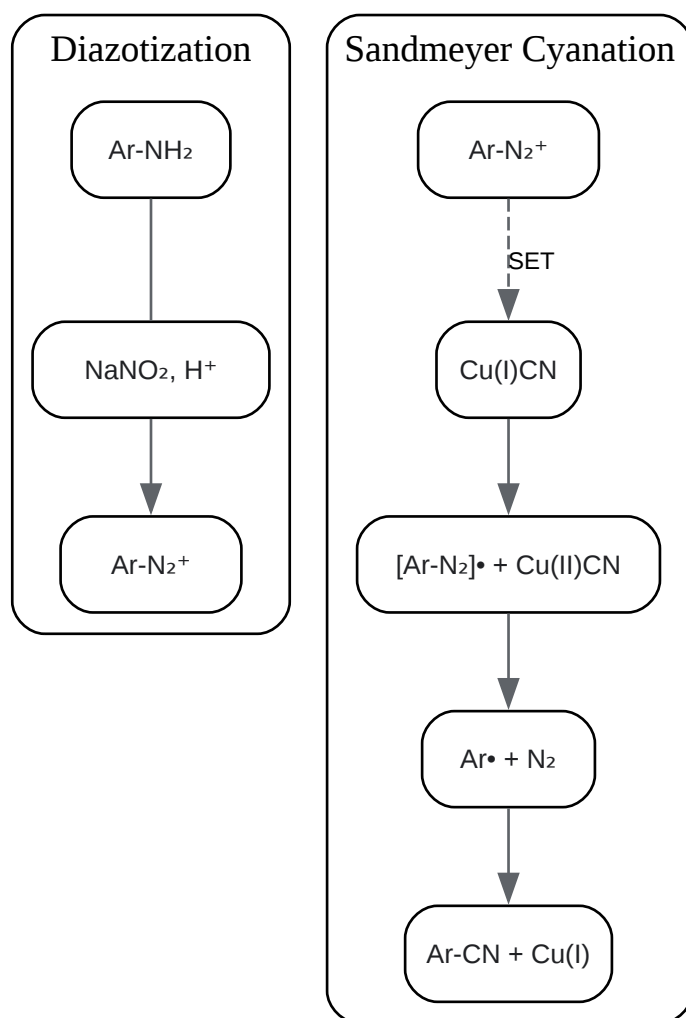 Diazotization
Ar-NH₂
NaNO₂, H⁺
Ar-N₂⁺
Sandmeyer Cyanation
Ar-N₂⁺
SET
Cu(I)CN
[Ar-N₂]• + Cu(II)CN
Ar• + N₂
Ar-CN + Cu(I)